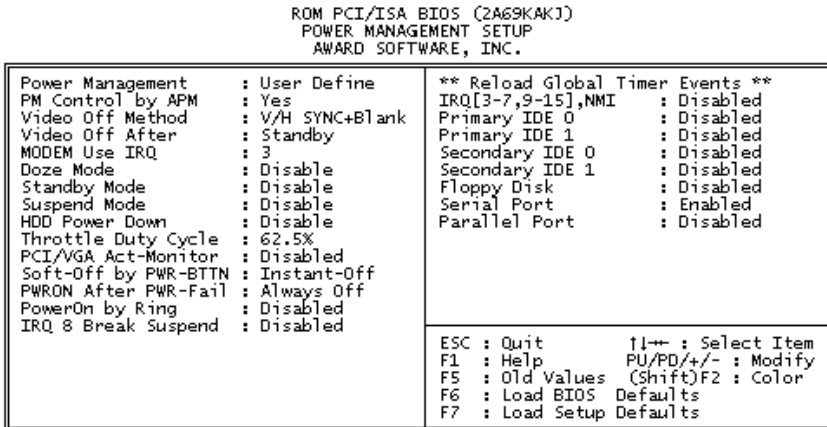 ROM PCI/ISA BIOS (2A69KAKJ)
POWER MANAGEMENT SETUP
AWARD SOFTWARE, INC.
Power Management : User Define
PM Control by APM : Yes
Video Off Method : V/H SYNC+Blank
Video Off After : Standby
MODEM Use IRQ : 3
Doze Mode : Disable
Standby Mode : Disable
Suspend Mode : Disable
HDD Power Down : Disable
Throttle Duty Cycle : 62.5%
PCI/VGA Act-Monitor : Disabled
Soft-Off by PWR-BTTN : Instant-Off
PWRON After PWR-Fail : Always Off
PowerOn by Ring : Disabled
IRQ 8 Break Suspend : Disabled
** Reload Global Timer Events **
IRQ[3-7,9-15],NMI : Disabled
Primary IDE 0 : Disabled
Primary IDE 1 : Disabled
Secondary IDE 0 : Disabled
Secondary IDE 1 : Disabled
Floppy Disk : Disabled
Serial Port : Enabled
Parallel Port : Disabled
ESC : Quit ↑↓→← : Select Item
F1 : Help PU/PD/+/- : Modify
F5 : Old Values (Shift)F2 : Color
F6 : Load BIOS Defaults
F7 : Load Setup Defaults